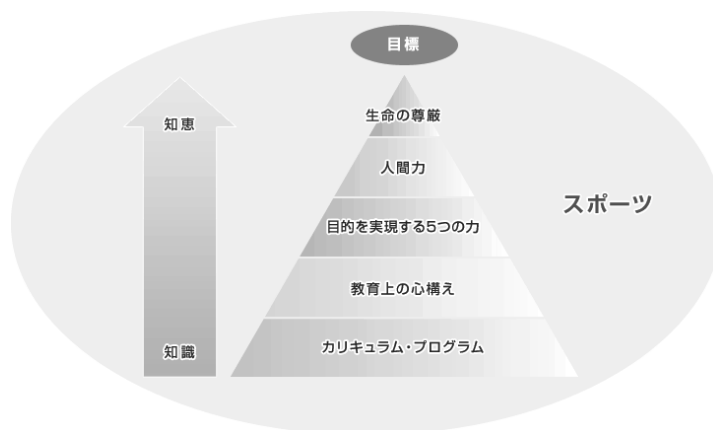 目標
生命の尊厳
知恵
人間力
スポーツ
目的を実現する5つの力
教育上の心構え
知識
カリキュラム・プログラム